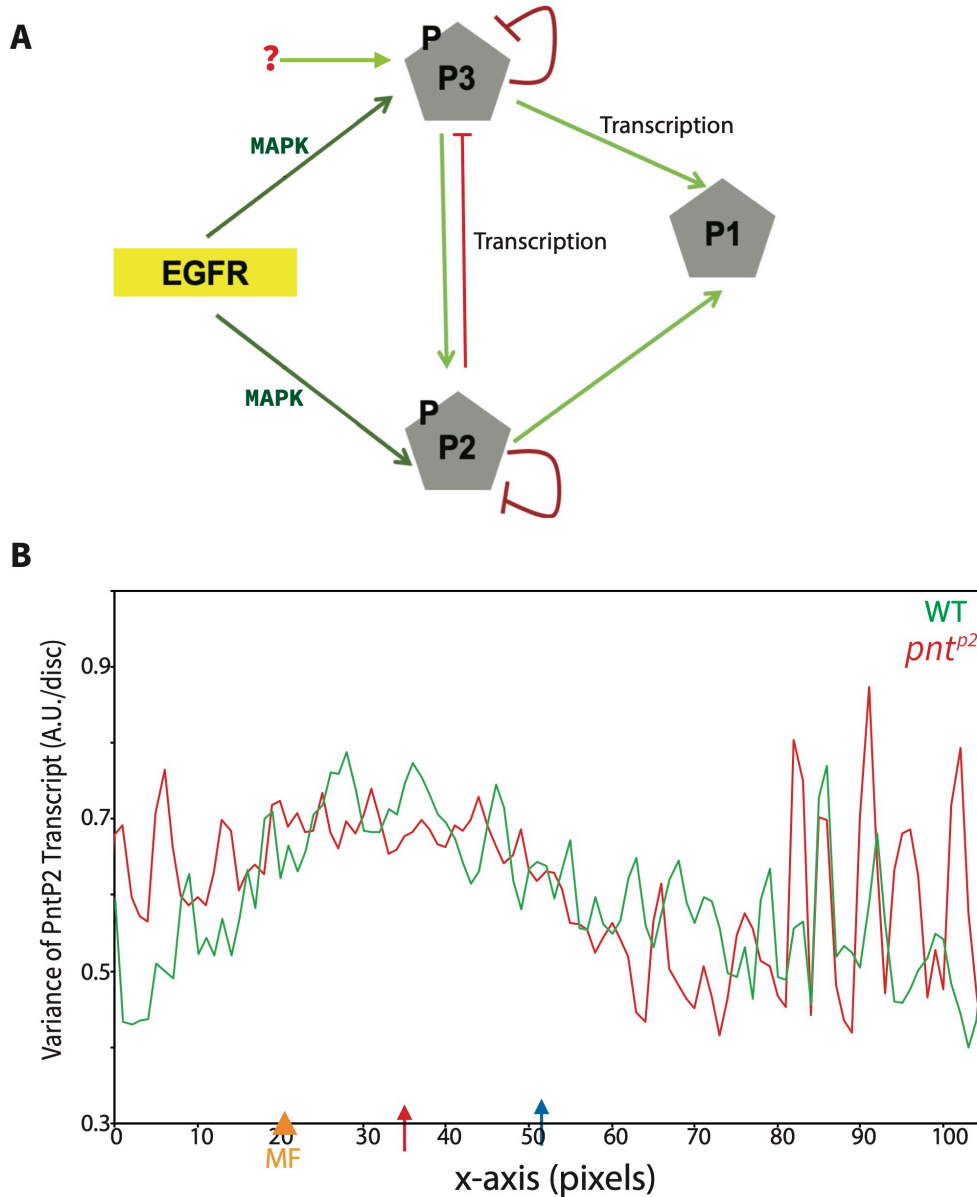 A
P
P3
?
MAPK
Transcription
P1
EGFR
Transcription
MAPK
P
P2
B
WT
pntᵖ²
Variance of PntP2 Transcript (A.U./disc)
0.9
0.7
0.5
0.3
0 10 20 30 40 50 60 70 80 90 100
MF
x-axis (pixels)